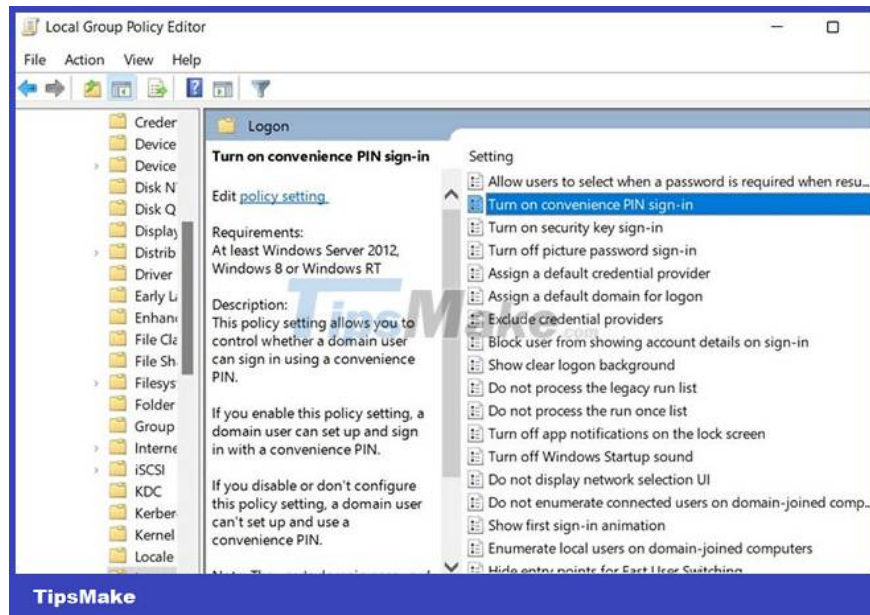 Local Group Policy Editor
File Action View Help
Creder
Device
Device
Disk N
Disk Q
Display
Distrib
Driver
Early La
Enhan
File Cla
File Sh
Filesys
Folder
Group
Interne
iSCSI
KDC
Kerber
Kernel
Locale
Logon
Turn on convenience PIN sign-in
Edit policy setting
Requirements:
At least Windows Server 2012,
Windows 8 or Windows RT
Description:
This policy setting allows you to
control whether a domain user
can sign in using a convenience
PIN.
If you enable this policy setting, a
domain user can set up and sign
in with a convenience PIN.
If you disable or don't configure
this policy setting, a domain user
can't set up and use a
convenience PIN.
Setting
Allow users to select when a password is required when resu...
Turn on convenience PIN sign-in
Turn on security key sign-in
Turn off picture password sign-in
Assign a default credential provider
Assign a default domain for logon
Exclude credential providers
Block user from showing account details on sign-in
Show clear logon background
Do not process the legacy run list
Do not process the run once list
Turn off app notifications on the lock screen
Turn off Windows Startup sound
Do not display network selection UI
Do not enumerate connected users on domain-joined comp...
Show first sign-in animation
Enumerate local users on domain-joined computers
Hide entry points for Fast User Switching
TipsMake.com
TipsMake